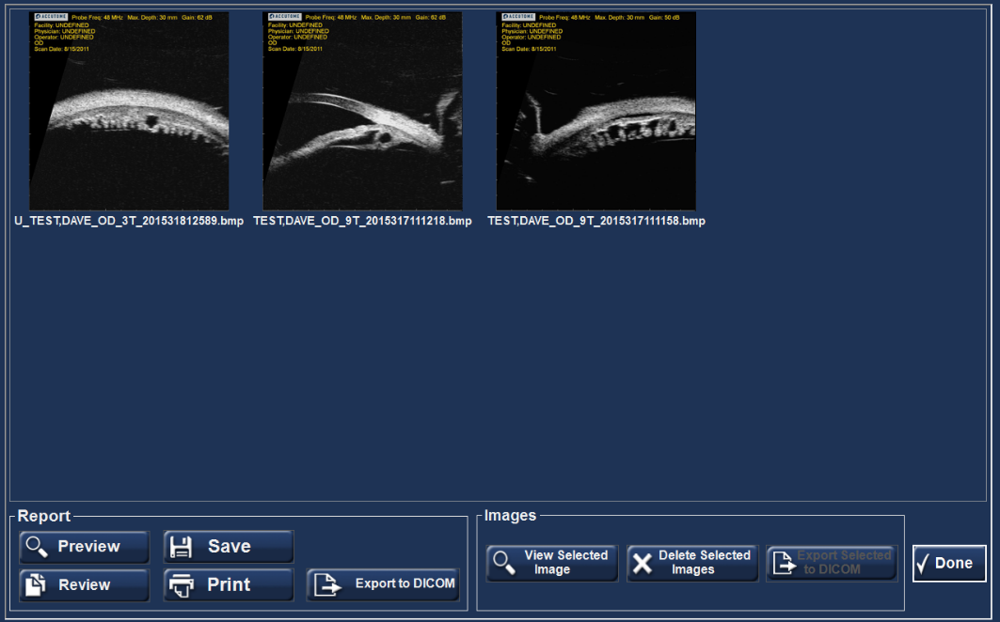 ACCUTOME Probe Freq: 48 MHz Max. Depth: 30 mm Gain: 62 dB
Facility: UNDEFINED
Physician: UNDEFINED
Operator: UNDEFINED
OD
Scan Date: 8/15/2011
U_TEST,DAVE_OD_3T_201531812589.bmp
ACCUTOME Probe Freq: 48 MHz Max. Depth: 30 mm Gain: 62 dB
Facility: UNDEFINED
Physician: UNDEFINED
Operator: UNDEFINED
OD
Scan Date: 8/15/2011
TEST,DAVE_OD_9T_2015317111218.bmp
ACCUTOME Probe Freq: 48 MHz Max. Depth: 30 mm Gain: 50 dB
Facility: UNDEFINED
Physician: UNDEFINED
Operator: UNDEFINED
OD
Scan Date: 8/15/2011
TEST,DAVE_OD_9T_2015317111158.bmp
Report
Preview
Save
Review
Print
Export to DICOM
Images
View Selected
Image
Delete Selected
Images
Export Selected
to DICOM
Done